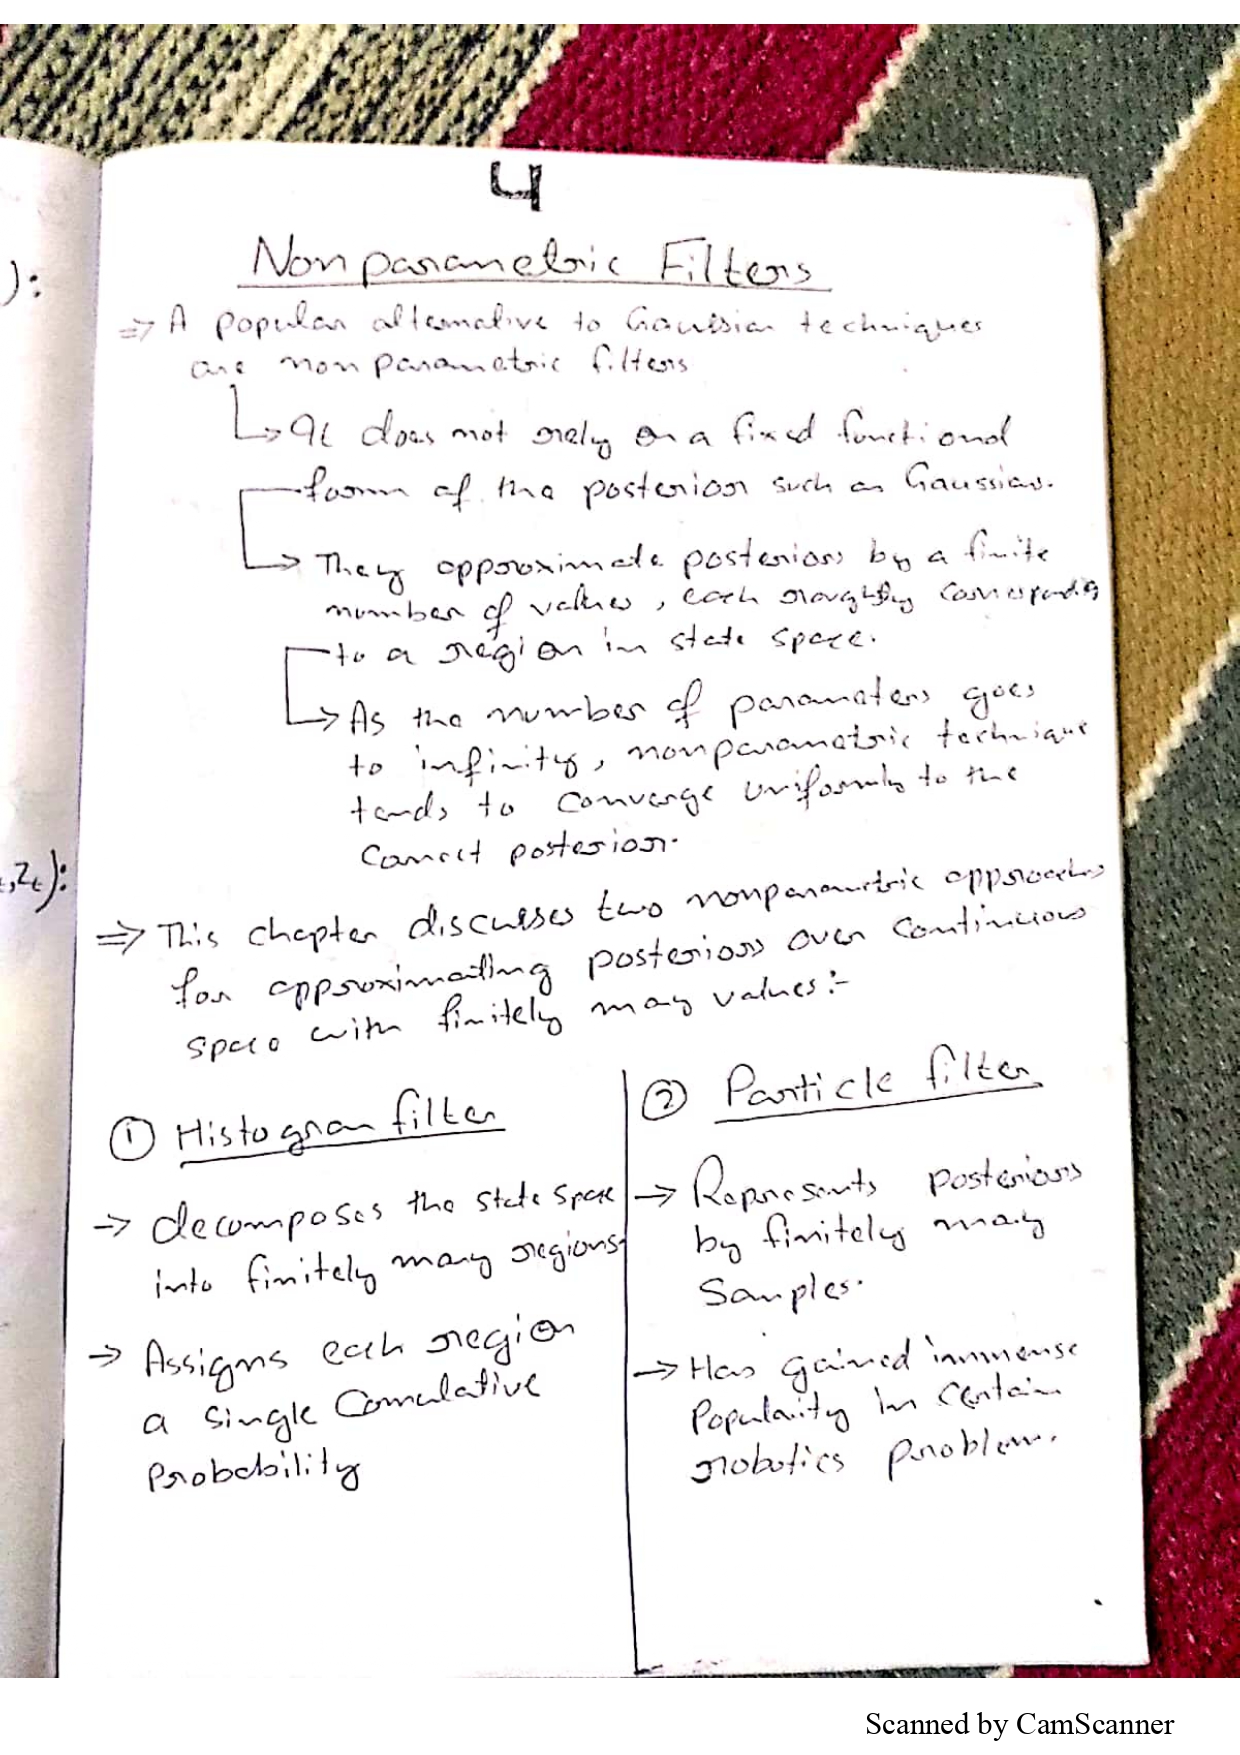 4
Nonparametric Filters
⇒ A popular alternative to Gaussian techniques
are nonparametric filters
↳ It does not rely on a fixed functional
form of the posterior such as Gaussian.
↳ They approximate posteriors by a finite
number of values, each roughly corresponding
to a region in state space.
↳ As the number of parameters goes
to infinity, nonparametric technique
tends to converge uniformly to the
correct posterior.
⇒ This chapter discusses two nonparametric approaches
for approximating posteriors over continuous
space with finitely may values:-
① Histogram filter
→ decomposes the state space
into finitely many regions.
→ Assigns each region
a single Comulative
Probability
② Particle filter
→ Represents posteriors
by finitely may
Samples.
→ Has gained immense
Popularity in certain
robotics problem.
):
,Zt):
Scanned by CamScanner